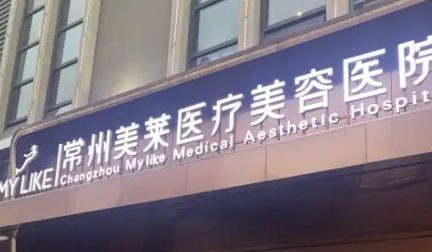 MY LIKE
常州美莱医疗美容医院
Changzhou Mylike Medical Aesthetic Hospit